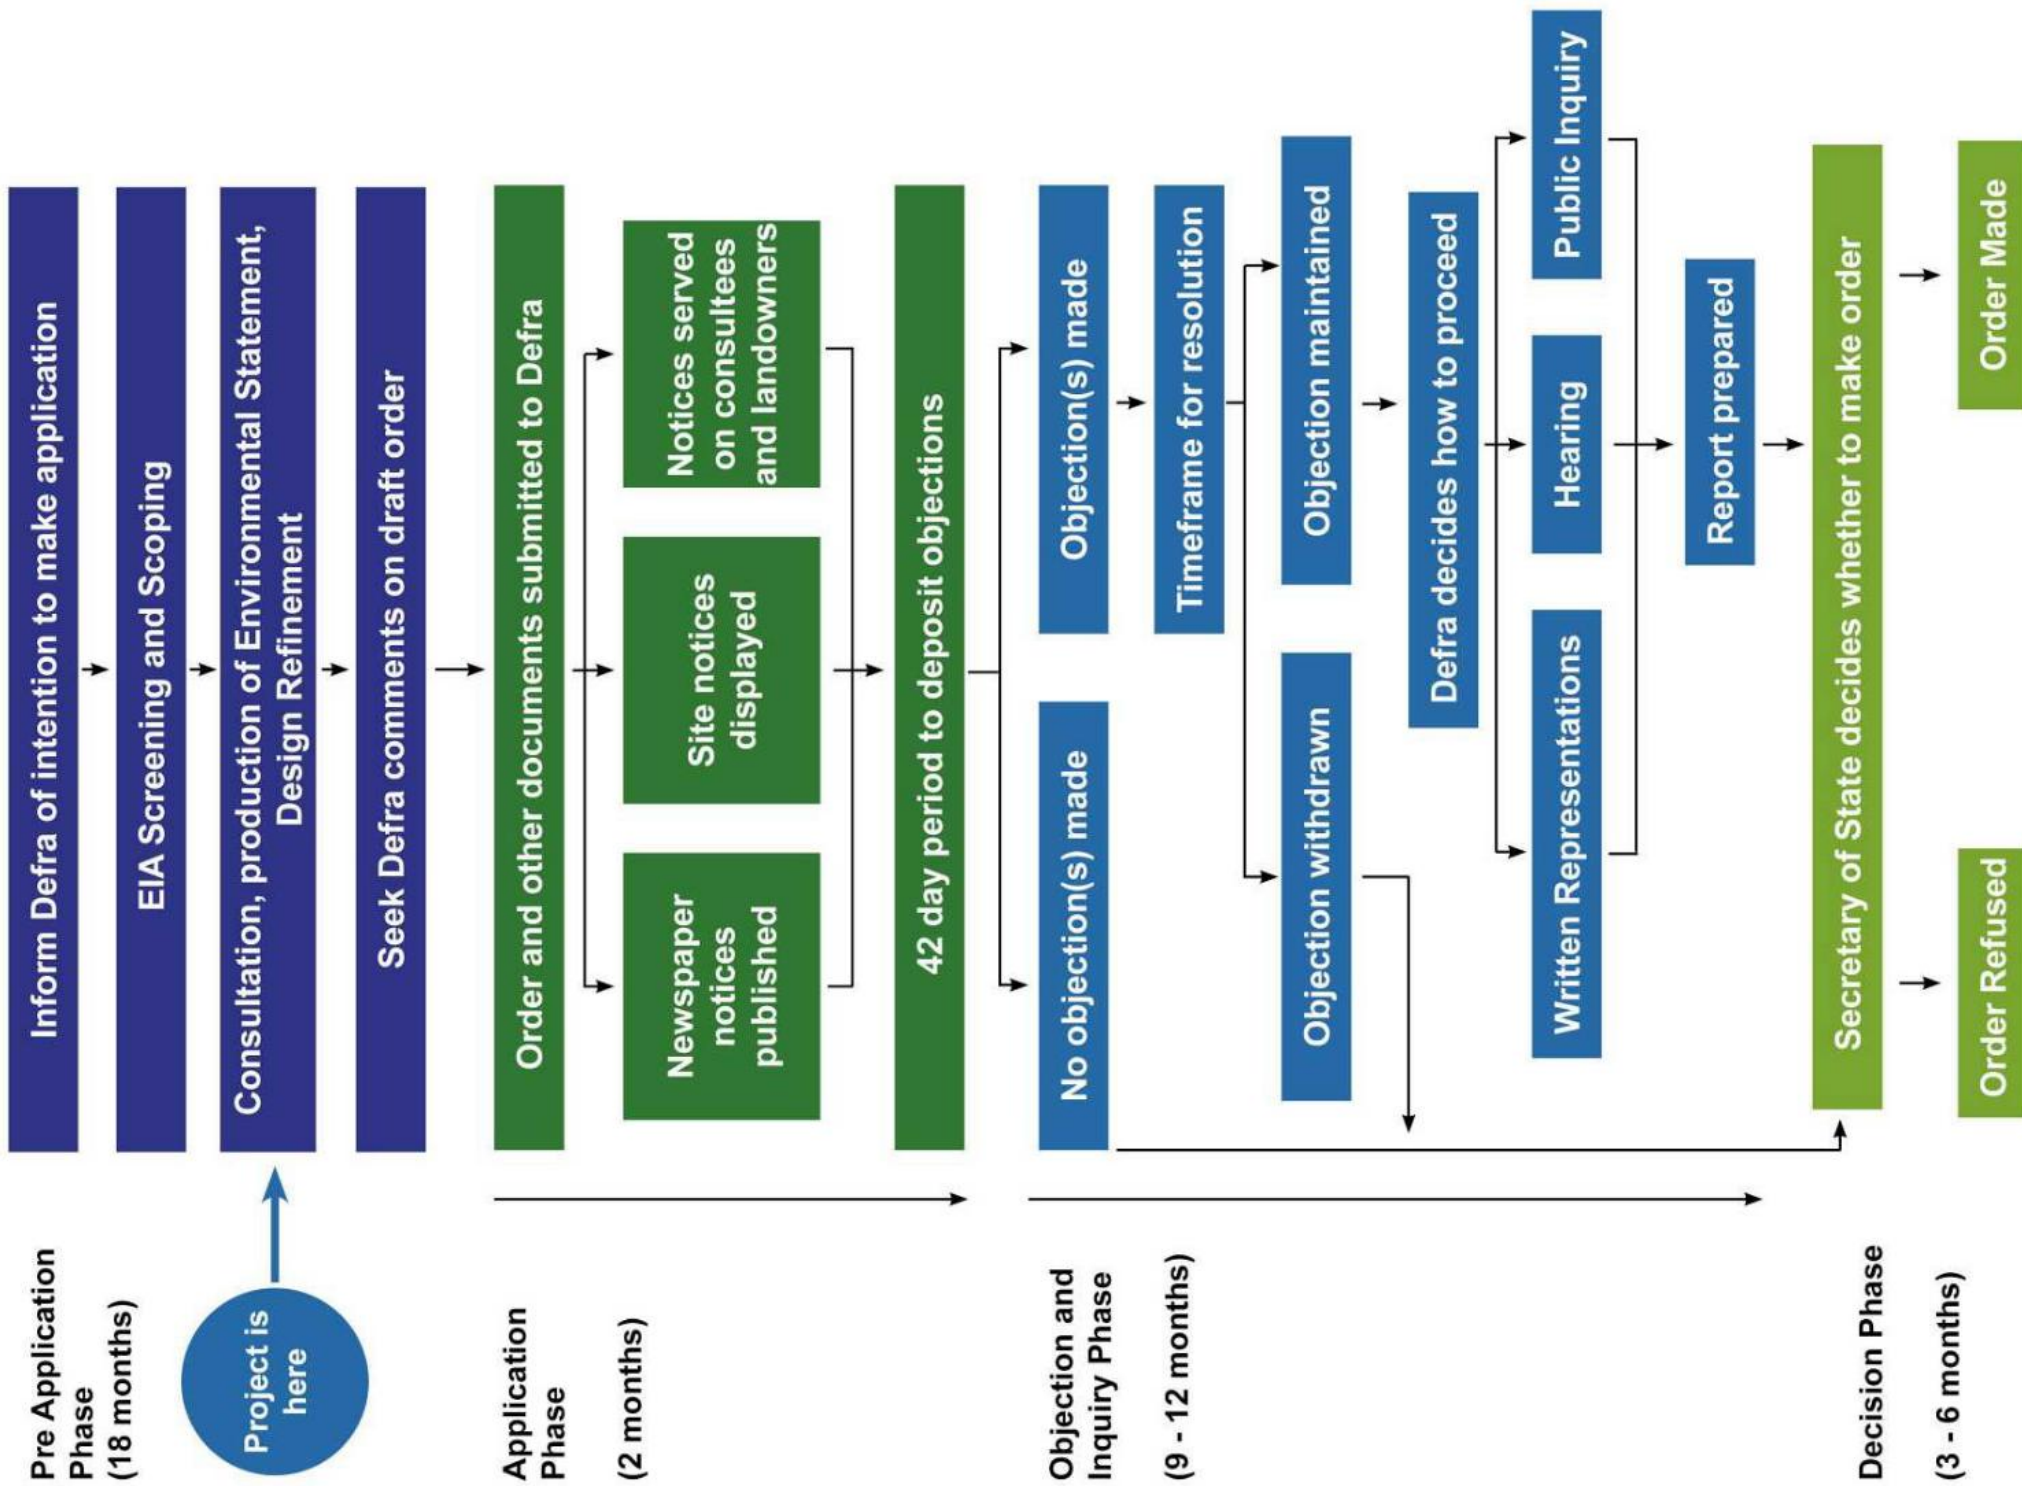 Pre Application
Phase
(18 months)
Inform Defra of intention to make application
EIA Screening and Scoping
Project is
here
Consultation, production of Environmental Statement,
Design Refinement
Seek Defra comments on draft order
Application
Phase
(2 months)
Order and other documents submitted to Defra
Newspaper
notices
published
Site notices
displayed
Notices served
on consultees
and landowners
42 day period to deposit objections
Objection and
Inquiry Phase
(9 - 12 months)
No objection(s) made
Objection(s) made
Timeframe for resolution
Objection withdrawn
Objection maintained
Defra decides how to proceed
Written Representations
Hearing
Public Inquiry
Report prepared
Decision Phase
(3 - 6 months)
Secretary of State decides whether to make order
Order Refused
Order Made